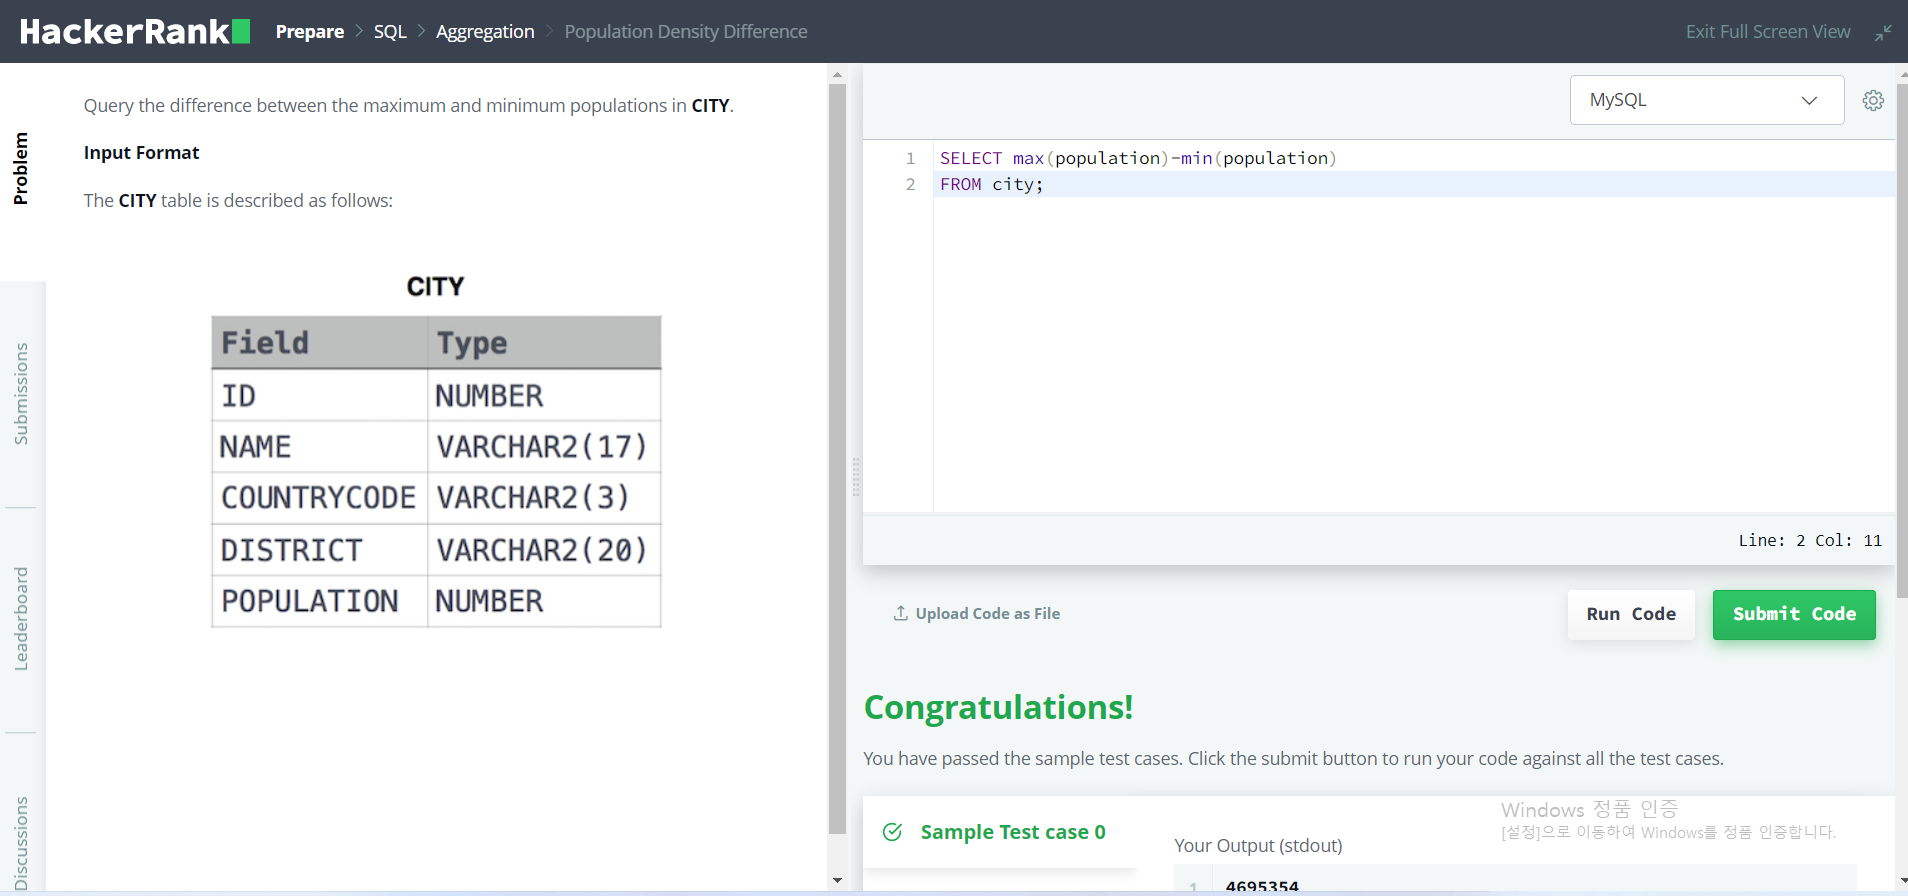 HackerRank Prepare > SQL > Aggregation > Population Density Difference Exit Full Screen View
Problem
Submissions
Leaderboard
Discussions
Query the difference between the maximum and minimum populations in CITY.
Input Format
The CITY table is described as follows:
CITY
Field Type
ID NUMBER
NAME VARCHAR2(17)
COUNTRYCODE VARCHAR2(3)
DISTRICT VARCHAR2(20)
POPULATION NUMBER
MySQL
1 SELECT max(population)-min(population)
2 FROM city;
Line: 2 Col: 11
Upload Code as File
Run Code
Submit Code
Congratulations!
You have passed the sample test cases. Click the submit button to run your code against all the test cases.
Sample Test case 0
Your Output (stdout)
1 4695354
Windows 정품 인증
[설정]으로 이동하여 Windows를 정품 인증합니다.